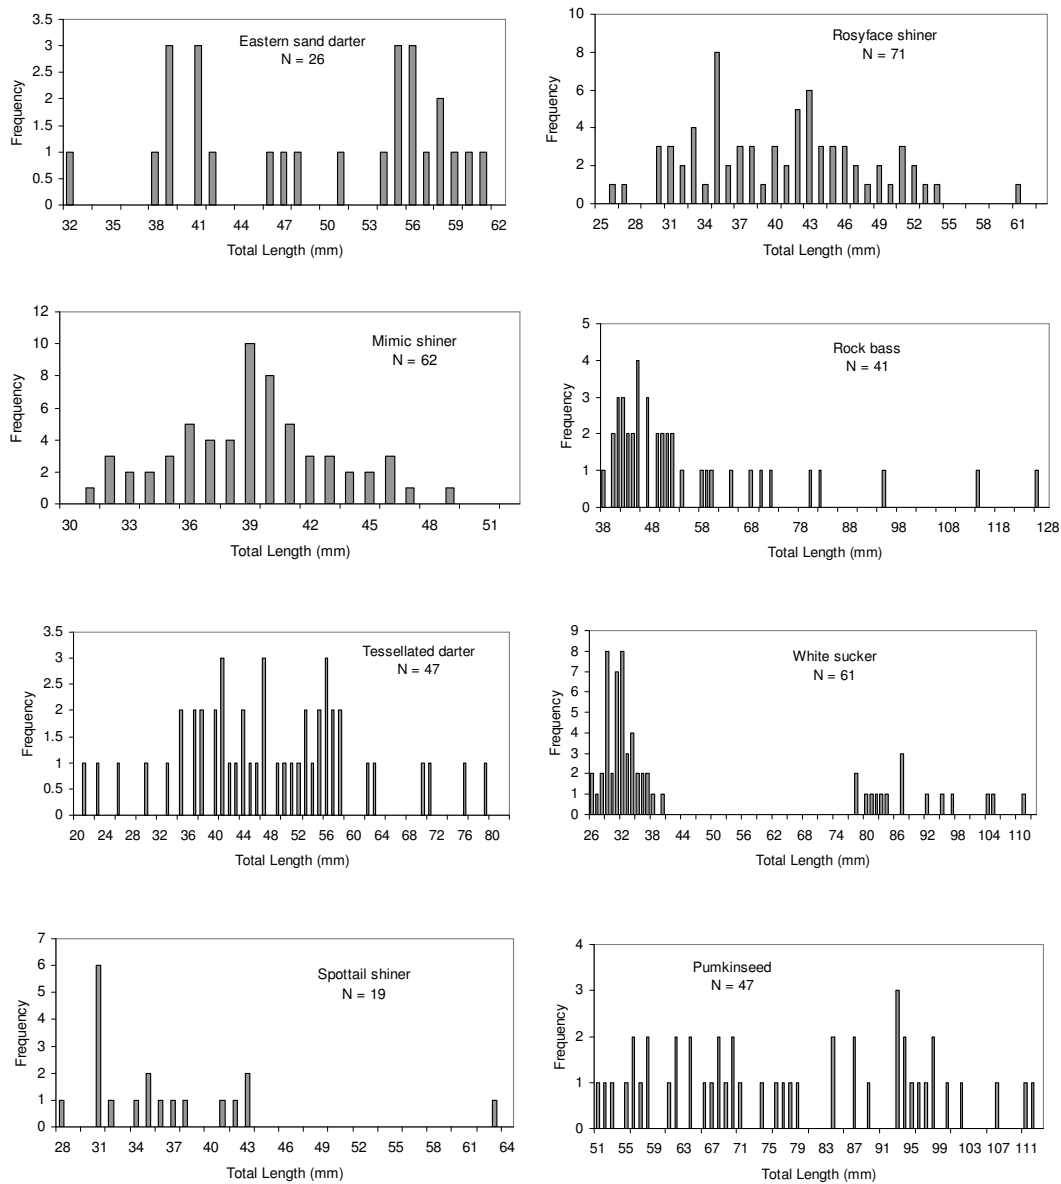 Eastern sand darter
N = 26
Frequency
3.5
3
2.5
2
1.5
1
0.5
0
32 35 38 41 44 47 50 53 56 59 62
Total Length (mm)
Rosyface shiner
N = 71
Frequency
10
8
6
4
2
0
25 28 31 34 37 40 43 46 49 52 55 58 61
Total Length (mm)
Mimic shiner
N = 62
Frequency
12
10
8
6
4
2
0
30 33 36 39 42 45 48 51
Total Length (mm)
Rock bass
N = 41
Frequency
5
4
3
2
1
0
38 48 58 68 78 88 98 108 118 128
Total Length (mm)
Tessellated darter
N = 47
Frequency
3.5
3
2.5
2
1.5
1
0.5
0
20 24 28 32 36 40 44 48 52 56 60 64 68 72 76 80
Total Length (mm)
White sucker
N = 61
Frequency
9
8
7
6
5
4
3
2
1
0
26 32 38 44 50 56 62 68 74 80 86 92 98 104 110
Total Length (mm)
Spottail shiner
N = 19
Frequency
7
6
5
4
3
2
1
0
28 31 34 37 40 43 46 49 52 55 58 61 64
Total Length (mm)
Pumkinseed
N = 47
Frequency
4
3
2
1
0
51 55 59 63 67 71 75 79 83 87 91 95 99 103 107 111
Total Length (mm)